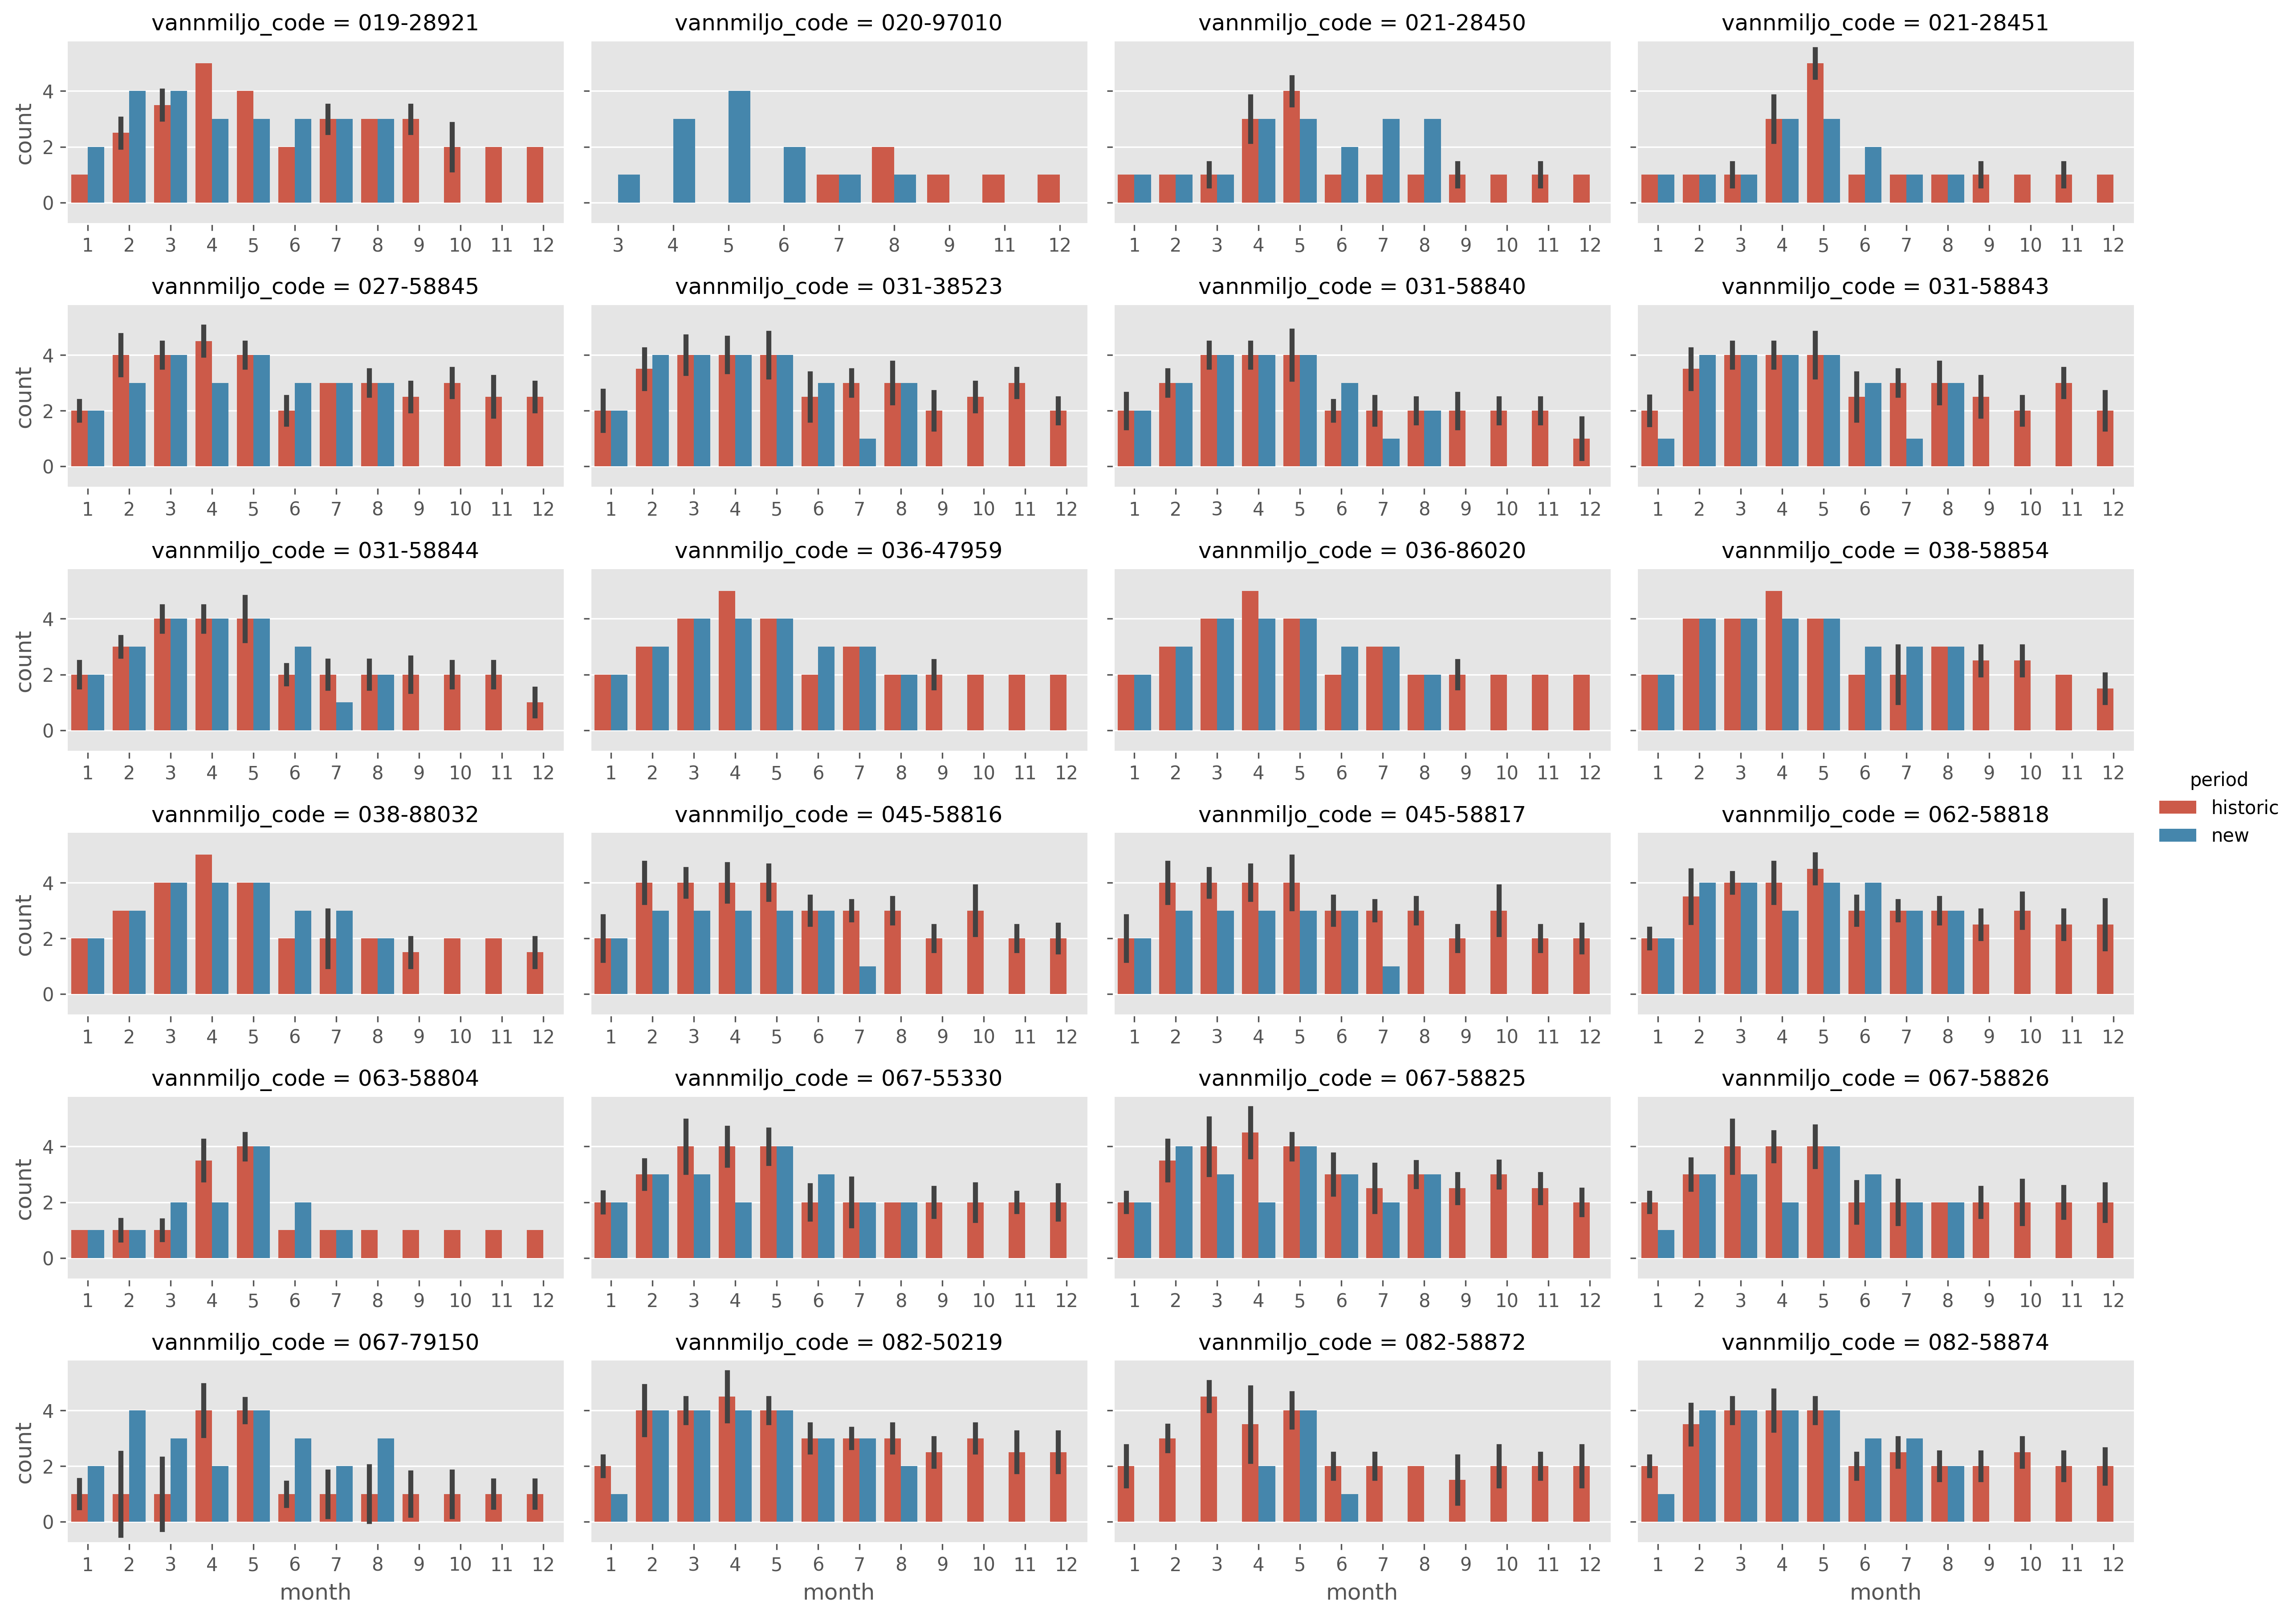 vannmiljo_code = 019-28921 vannmiljo_code = 020-97010 vannmiljo_code = 021-28450 vannmiljo_code = 021-28451
4
2
0
count
1 2 3 4 5 6 7 8 9 10 11 12 3 4 5 6 7 8 9 11 12 1 2 3 4 5 6 7 8 9 10 11 12 1 2 3 4 5 6 7 8 9 10 11 12
vannmiljo_code = 027-58845 vannmiljo_code = 031-38523 vannmiljo_code = 031-58840 vannmiljo_code = 031-58843
4
2
0
count
1 2 3 4 5 6 7 8 9 10 11 12 1 2 3 4 5 6 7 8 9 10 11 12 1 2 3 4 5 6 7 8 9 10 11 12 1 2 3 4 5 6 7 8 9 10 11 12
vannmiljo_code = 031-58844 vannmiljo_code = 036-47959 vannmiljo_code = 036-86020 vannmiljo_code = 038-58854
4
2
0
count
1 2 3 4 5 6 7 8 9 10 11 12 1 2 3 4 5 6 7 8 9 10 11 12 1 2 3 4 5 6 7 8 9 10 11 12 1 2 3 4 5 6 7 8 9 10 11 12
period
historic
new
vannmiljo_code = 038-88032 vannmiljo_code = 045-58816 vannmiljo_code = 045-58817 vannmiljo_code = 062-58818
4
2
0
count
1 2 3 4 5 6 7 8 9 10 11 12 1 2 3 4 5 6 7 8 9 10 11 12 1 2 3 4 5 6 7 8 9 10 11 12 1 2 3 4 5 6 7 8 9 10 11 12
vannmiljo_code = 063-58804 vannmiljo_code = 067-55330 vannmiljo_code = 067-58825 vannmiljo_code = 067-58826
4
2
0
count
1 2 3 4 5 6 7 8 9 10 11 12 1 2 3 4 5 6 7 8 9 10 11 12 1 2 3 4 5 6 7 8 9 10 11 12 1 2 3 4 5 6 7 8 9 10 11 12
vannmiljo_code = 067-79150 vannmiljo_code = 082-50219 vannmiljo_code = 082-58872 vannmiljo_code = 082-58874
4
2
0
count
1 2 3 4 5 6 7 8 9 10 11 12 1 2 3 4 5 6 7 8 9 10 11 12 1 2 3 4 5 6 7 8 9 10 11 12 1 2 3 4 5 6 7 8 9 10 11 12
month month month month